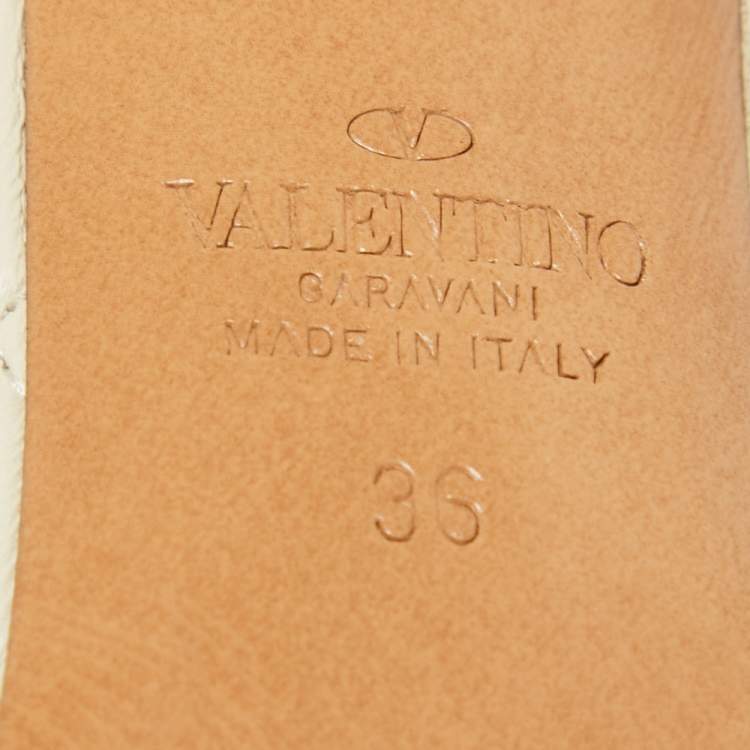 V
VALENTINO
GARAVANI
MADE IN ITALY
36